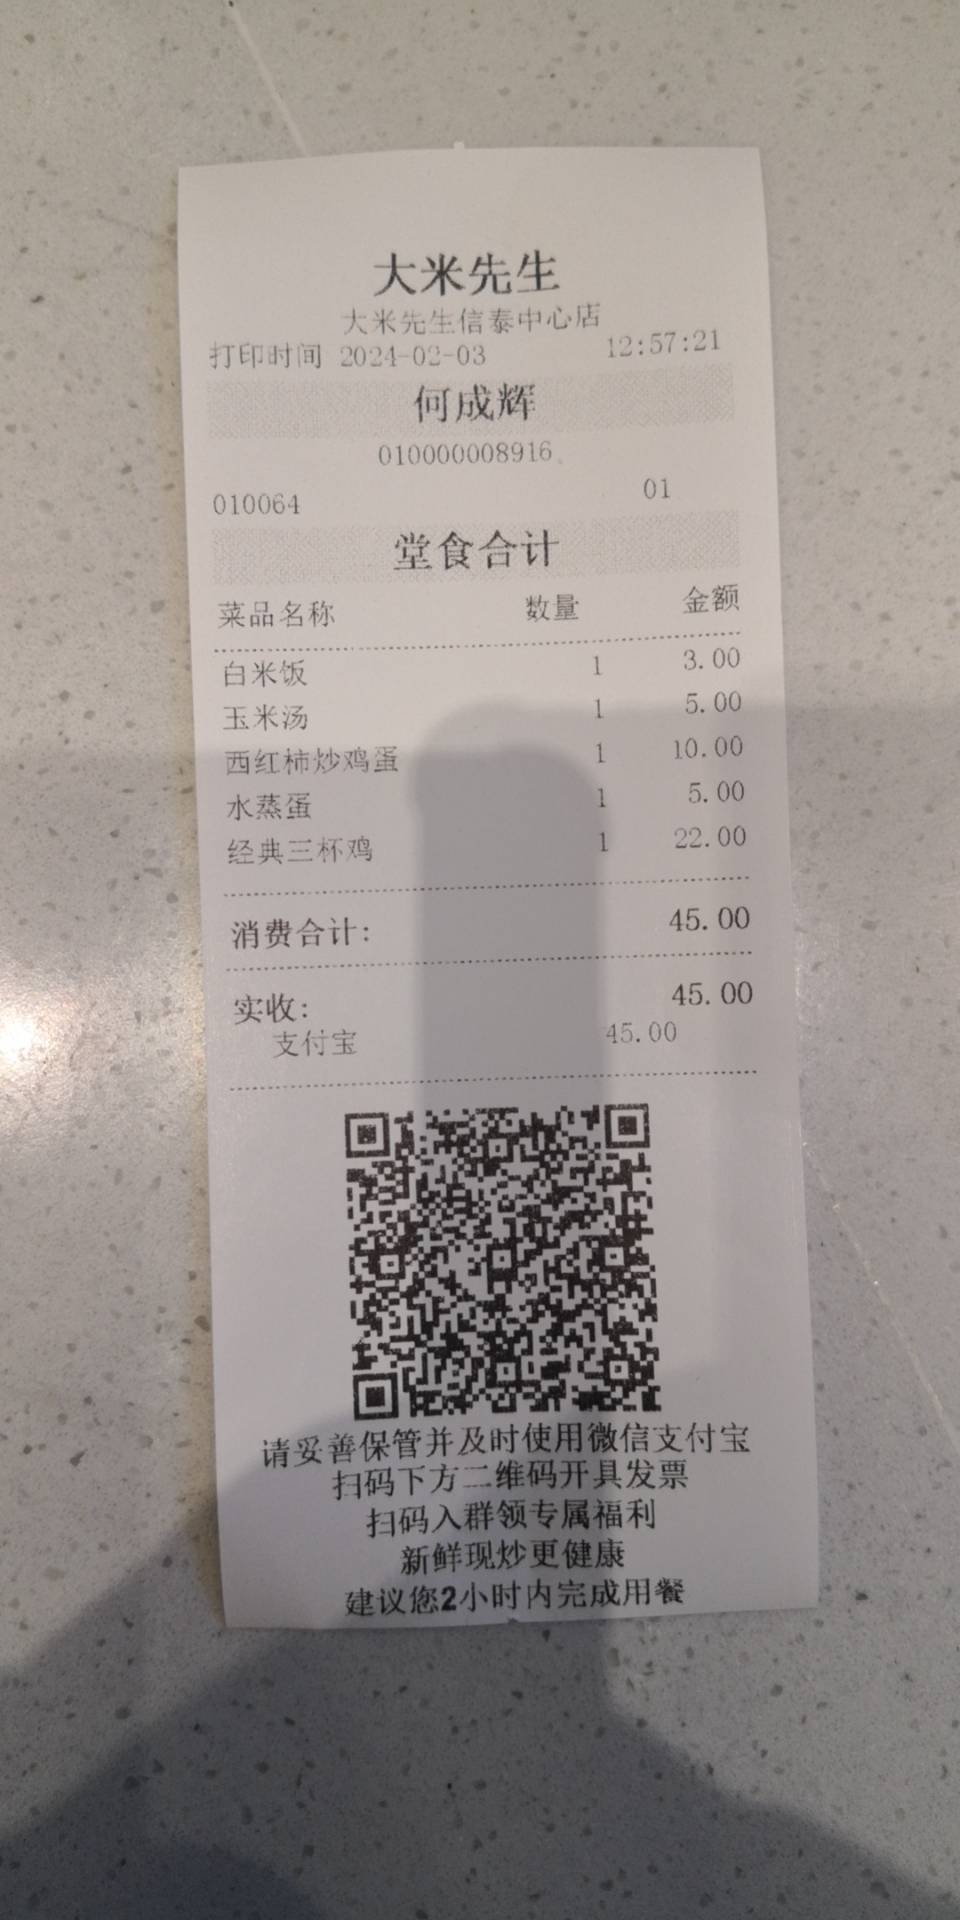 大米先生
大米先生信泰中心店
打印时间 2024-02-03 12:57:21
何成辉
010000008916
010064 01
堂食合计
菜品名称 数量 金额
白米饭 1 3.00
玉米汤 1 5.00
西红柿炒鸡蛋 1 10.00
水蒸蛋 1 5.00
经典三杯鸡 1 22.00
消费合计: 45.00
实收: 45.00
支付宝 45.00
请妥善保管并及时使用微信支付宝
扫码下方二维码开具发票
扫码入群领专属福利
新鲜现炒更健康
建议您2小时内完成用餐